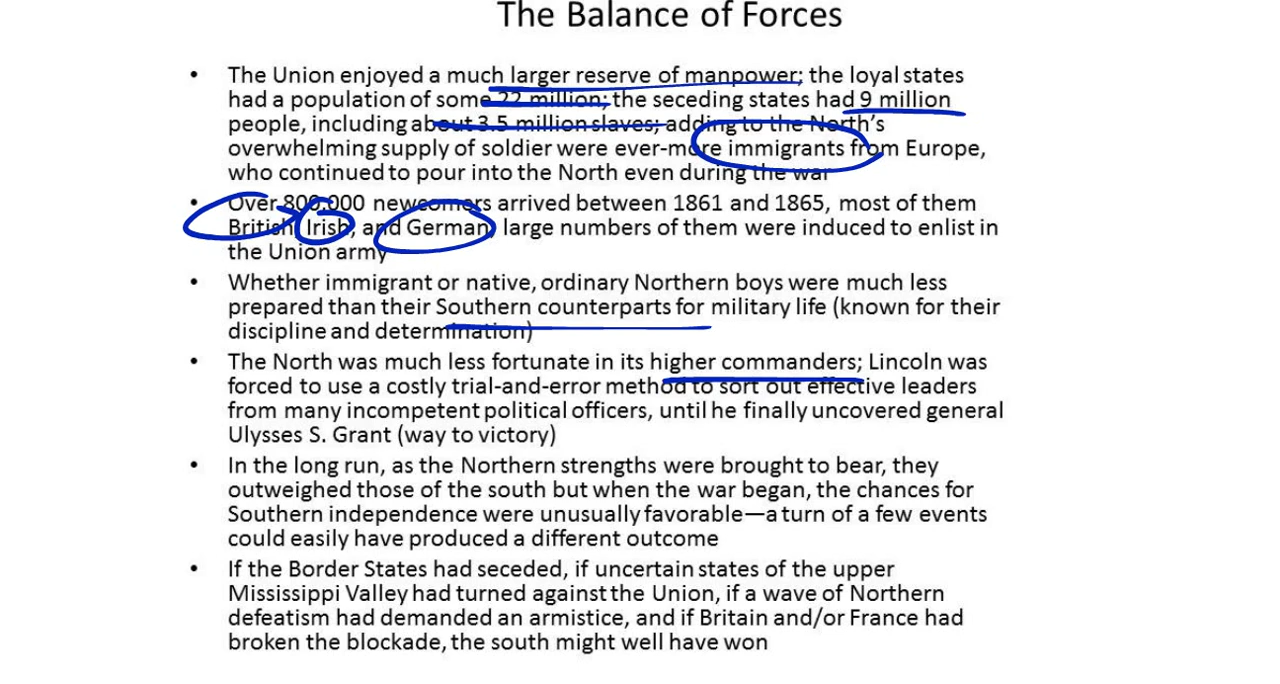 The Balance of Forces
• The Union enjoyed a much larger reserve of manpower; the loyal states
had a population of some 22 million; the seceding states had 9 million
people, including about 3.5 million slaves; adding to the North’s
overwhelming supply of soldier were ever-more immigrants from Europe,
who continued to pour into the North even during the war
• Over 800,000 newcomers arrived between 1861 and 1865, most of them
British, Irish, and German, large numbers of them were induced to enlist in
the Union army
• Whether immigrant or native, ordinary Northern boys were much less
prepared than their Southern counterparts for military life (known for their
discipline and determination)
• The North was much less fortunate in its higher commanders; Lincoln was
forced to use a costly trial-and-error method to sort out effective leaders
from many incompetent political officers, until he finally uncovered general
Ulysses S. Grant (way to victory)
• In the long run, as the Northern strengths were brought to bear, they
outweighed those of the south but when the war began, the chances for
Southern independence were unusually favorable—a turn of a few events
could easily have produced a different outcome
• If the Border States had seceded, if uncertain states of the upper
Mississippi Valley had turned against the Union, if a wave of Northern
defeatism had demanded an armistice, and if Britain and/or France had
broken the blockade, the south might well have won